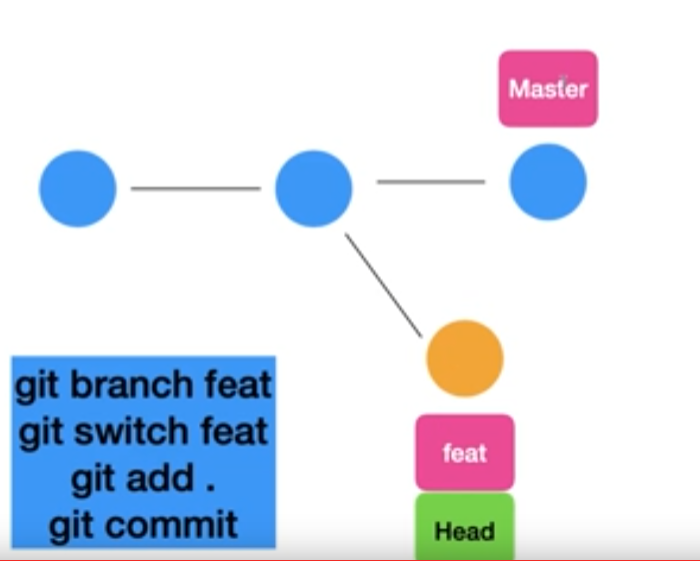 Master
git branch feat
git switch feat
git add .
git commit
feat
Head